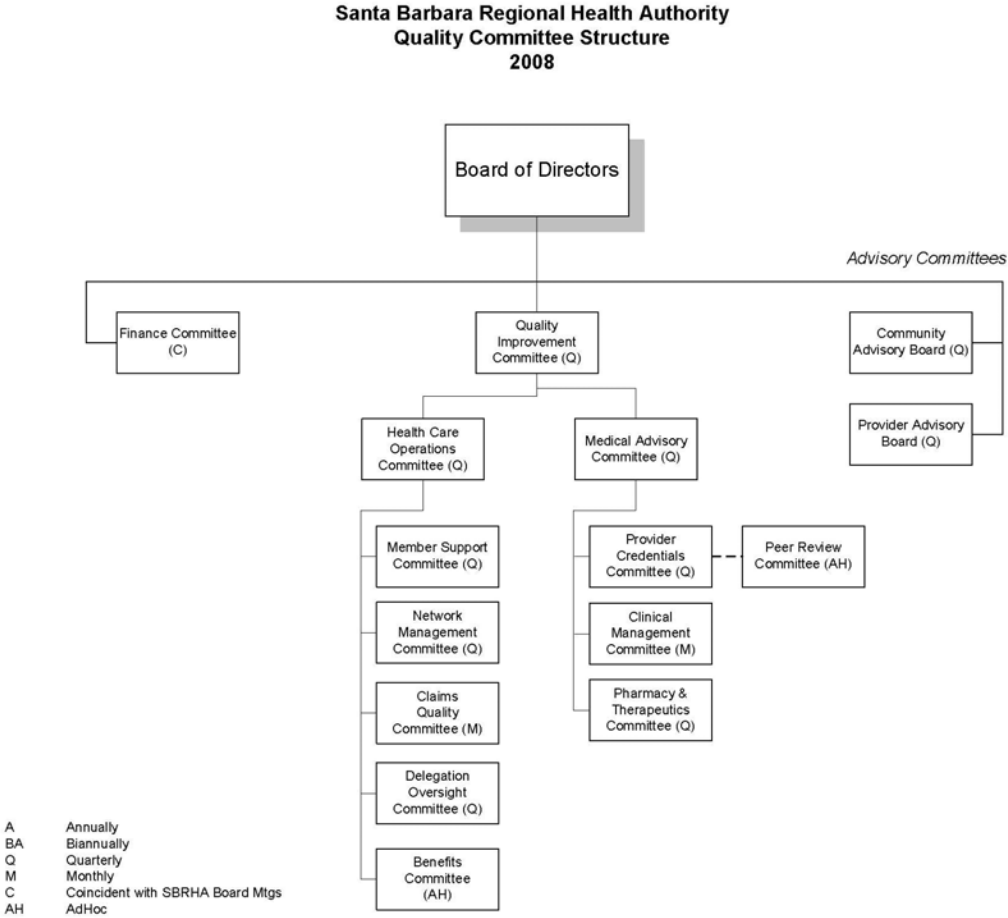 Santa Barbara Regional Health Authority
Quality Committee Structure
2008
Board of Directors
Advisory Committees
Finance Committee
(C)
Quality
Improvement
Committee (Q)
Community
Advisory Board (Q)
Provider Advisory
Board (Q)
Health Care
Operations
Committee (Q)
Medical Advisory
Committee (Q)
Member Support
Committee (Q)
Network
Management
Committee (Q)
Claims
Quality
Committee (M)
Delegation
Oversight
Committee (Q)
Benefits
Committee
(AH)
Provider
Credentials
Committee (Q)
Peer Review
Committee (AH)
Clinical
Management
Committee (M)
Pharmacy &
Therapeutics
Committee (Q)
A Annually
BA Biannually
Q Quarterly
M Monthly
C Coincident with SBRHA Board Mtgs
AH AdHoc